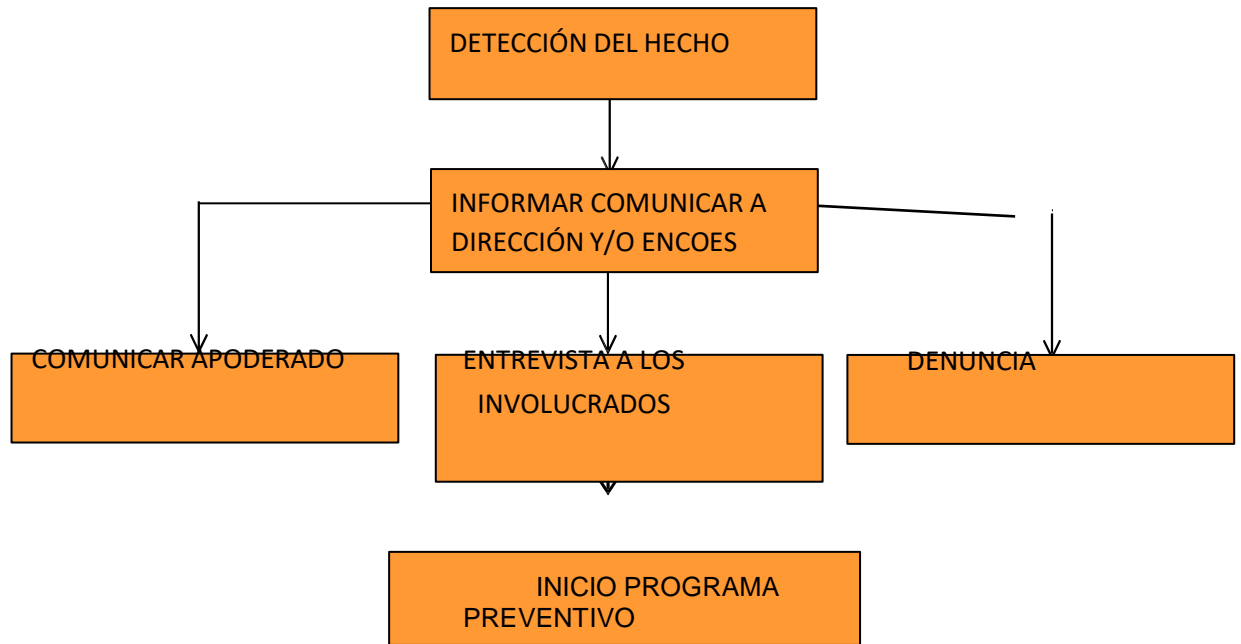 DETECCIÓN DEL HECHO
INFORMAR COMUNICAR A
DIRECCIÓN Y/O ENCOES
COMUNICAR APODERADO
ENTREVISTA A LOS
INVOLUCRADOS
DENUNCIA
INICIO PROGRAMA
PREVENTIVO